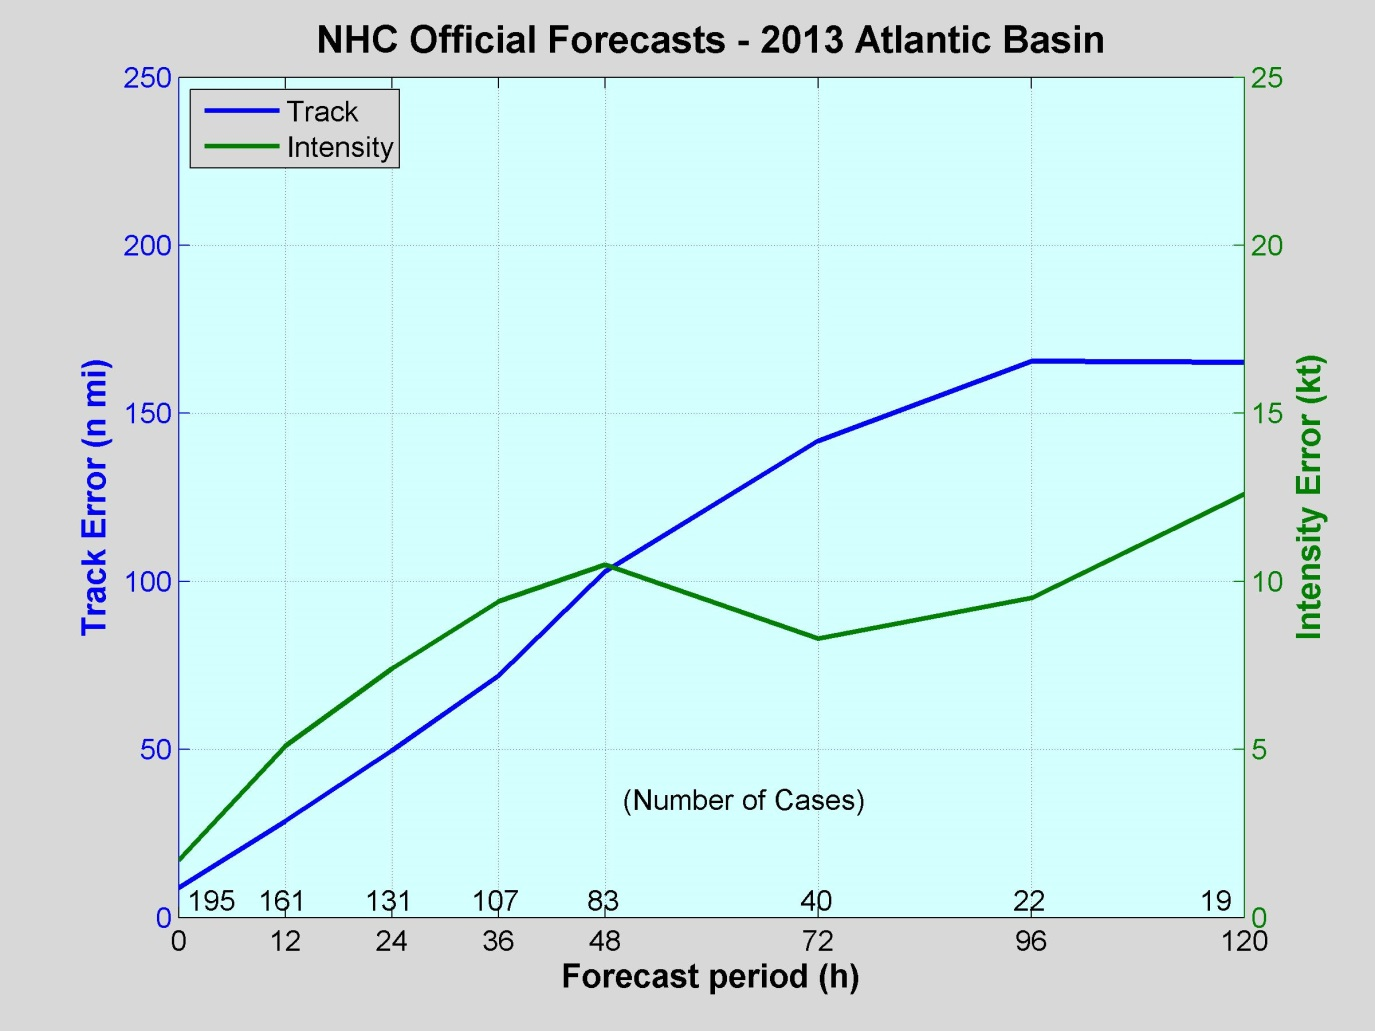 NHC Official Forecasts - 2013 Atlantic Basin
Track
Intensity
250
200
150
100
50
0
Track Error (n mi)
25
20
15
10
5
0
Intensity Error (kt)
(Number of Cases)
195 161 131 107 83 40 22 19
0 12 24 36 48 72 96 120
Forecast period (h)